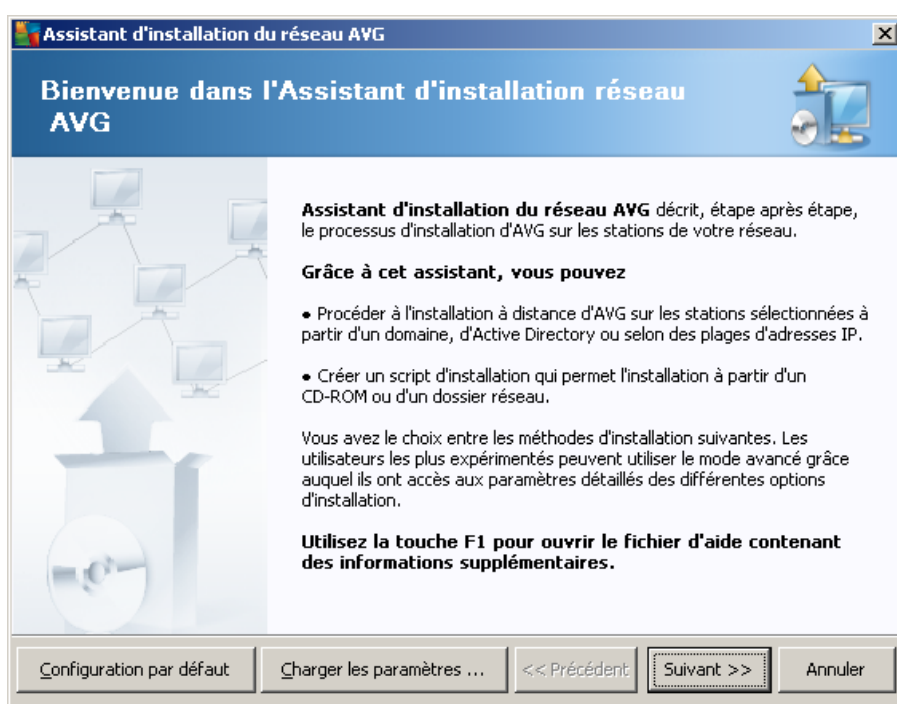 Assistant d'installation du réseau AVG
Bienvenue dans l'Assistant d'installation réseau
AVG
Assistant d'installation du réseau AVG décrit, étape après étape,
le processus d'installation d'AVG sur les stations de votre réseau.
Grâce à cet assistant, vous pouvez
• Procéder à l'installation à distance d'AVG sur les stations sélectionnées à
partir d'un domaine, d'Active Directory ou selon des plages d'adresses IP.
• Créer un script d'installation qui permet l'installation à partir d'un
CD-ROM ou d'un dossier réseau.
Vous avez le choix entre les méthodes d'installation suivantes. Les
utilisateurs les plus expérimentés peuvent utiliser le mode avancé grâce
auquel ils ont accès aux paramètres détaillés des différentes options
d'installation.
Utilisez la touche F1 pour ouvrir le fichier d'aide contenant
des informations supplémentaires.
Configuration par défaut
Charger les paramètres ...
<< Précédent
Suivant >>
Annuler